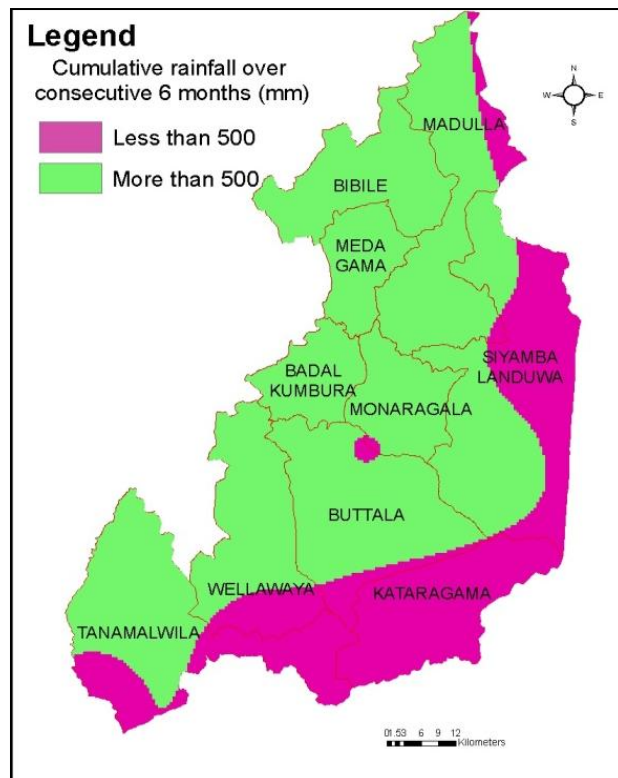 Legend
Cumulative rainfall over
consecutive 6 months (mm)
Less than 500
More than 500
N
W E
S
MADULLA
BIBILE
MEDA
GAMA
SIYAMBA
LANDUWA
BADAL
KUMBURA
MONARAGALA
BUTTALA
WELLAWAYA
KATARAGAMA
TANAMALWILA
01.53 6 9 12
Kilometers